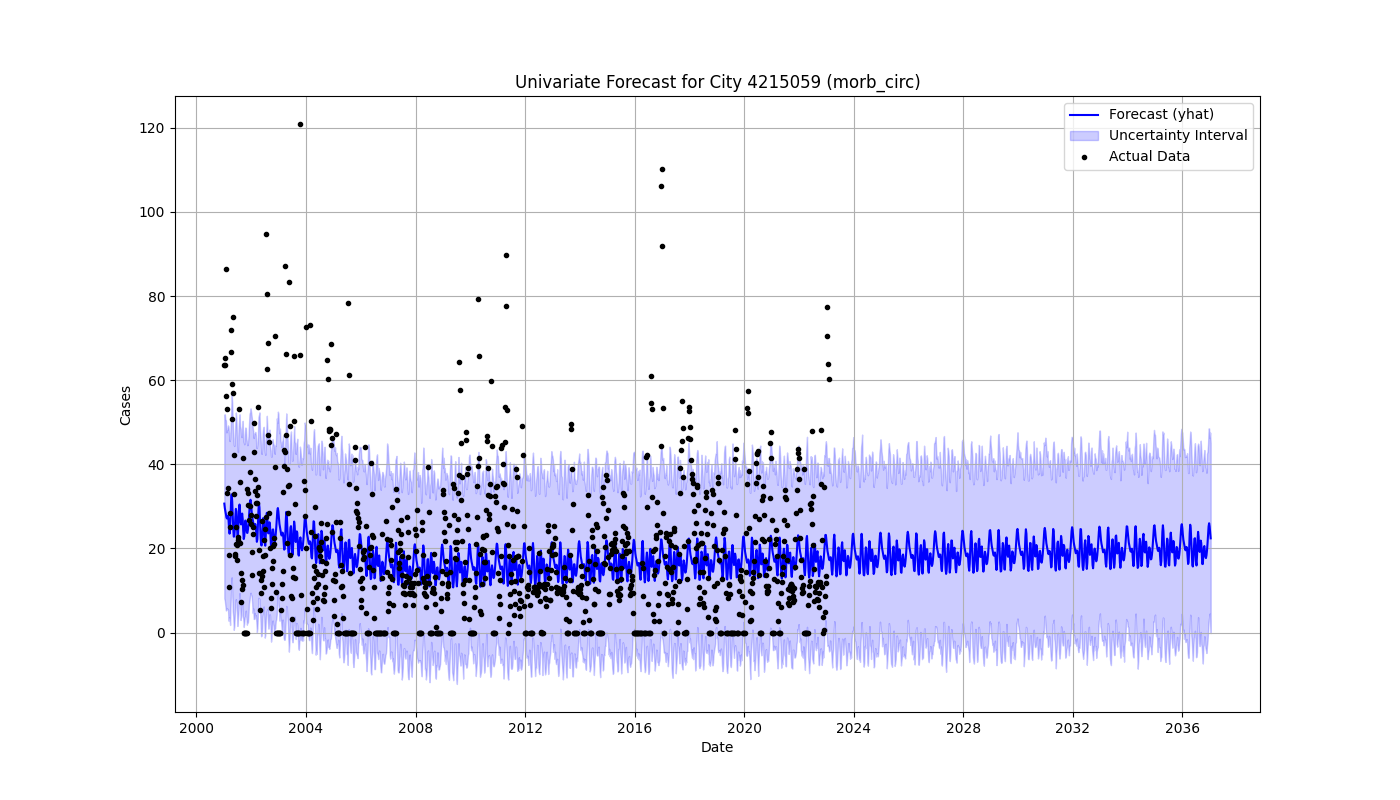 Univariate Forecast for City 4215059 (morb_circ)
Forecast (yhat)
Uncertainty Interval
Actual Data
120
100
80
60
40
20
0
Cases
2000 2004 2008 2012 2016 2020 2024 2028 2032 2036
Date